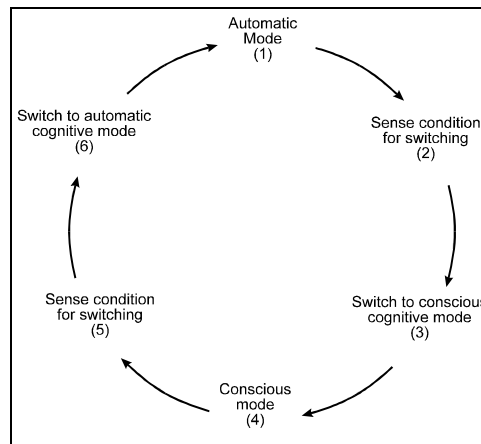 Automatic
Mode
(1)
Sense condition
for switching
(2)
Switch to conscious
cognitive mode
(3)
Conscious
mode
(4)
Sense condition
for switching
(5)
Switch to automatic
cognitive mode
(6)